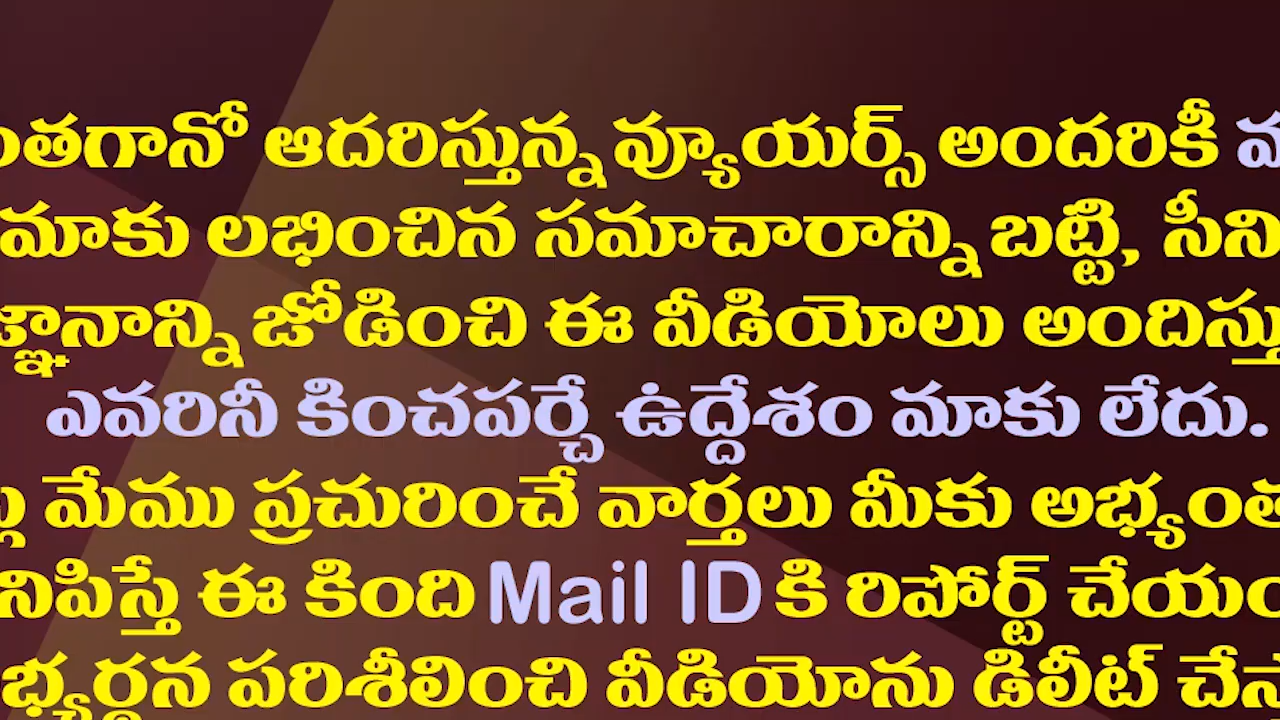 ంతగానో ఆదరిస్తున్న వ్యూయర్స్ అందరికీ
మాకు లభించిన సమాచారాన్ని బట్టి, సీని
జ్ఞానాన్ని జోడించి ఈ వీడియోలు అందిస్తు
ఎవరినీ కించపర్చే ఉద్దేశం మాకు లేదు.
మేము ప్రచురించే వార్తలు మీకు అభ్యంత
నిపిస్తే ఈ కింది Mail ID కి రిపోర్ట్ చేయం
భ్యర్థన పరిశీలించి వీడియోను డిలీట్ చేస